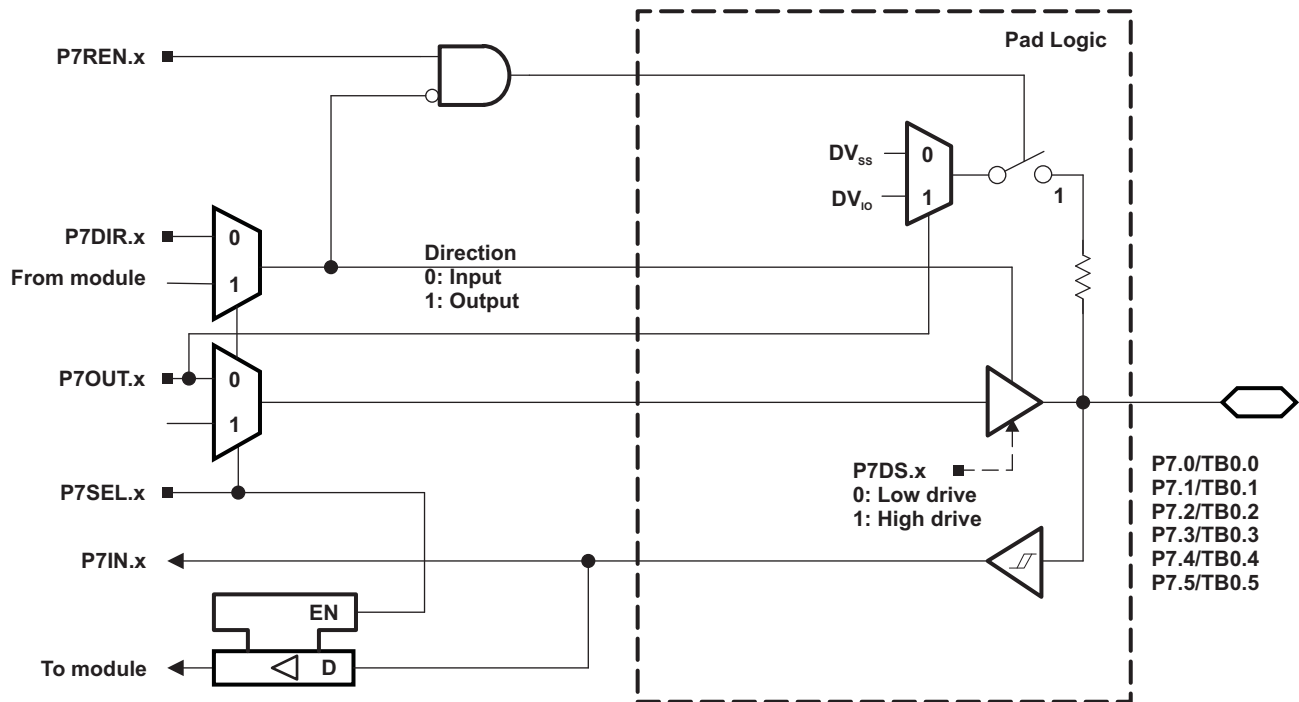 Pad Logic
P7REN.x
DVSS
0
DVIO
1
1
P7DIR.x
0
From module
1
Direction
0: Input
1: Output
P7OUT.x
0
1
P7DS.x
0: Low drive
1: High drive
P7SEL.x
P7.0/TB0.0
P7.1/TB0.1
P7.2/TB0.2
P7.3/TB0.3
P7.4/TB0.4
P7.5/TB0.5
P7IN.x
EN
To module
D